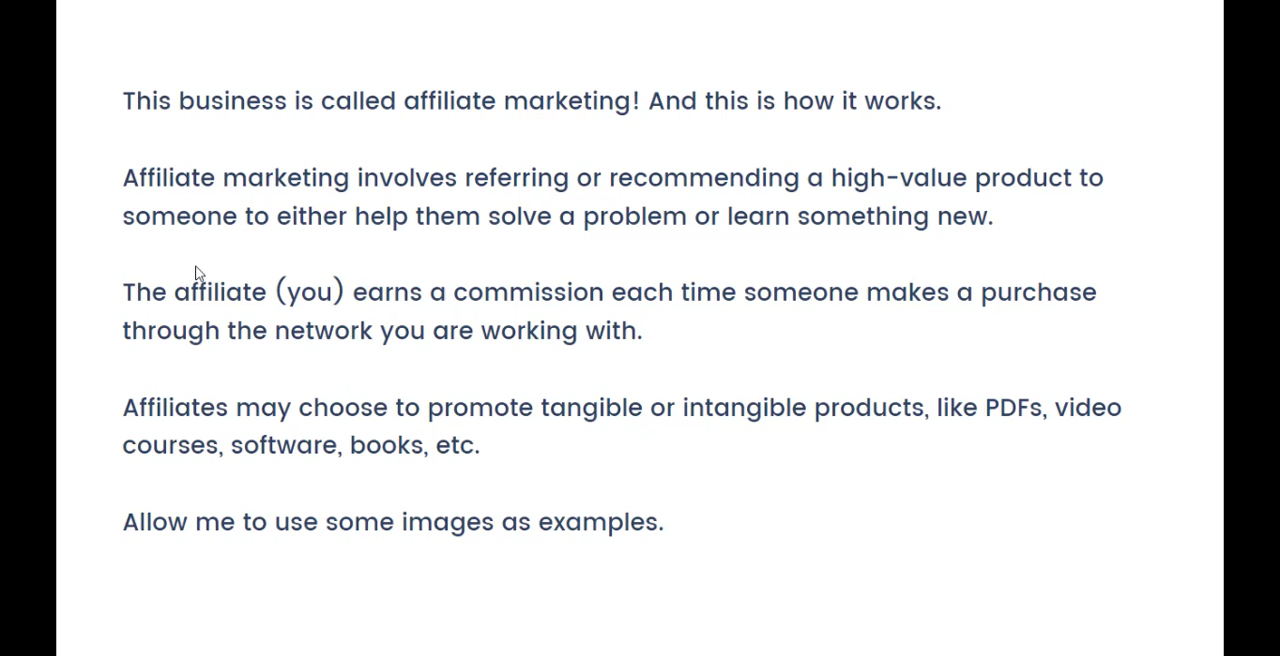 This business is called affiliate marketing! And this is how it works.
Affiliate marketing involves referring or recommending a high-value product to
someone to either help them solve a problem or learn something new.
The affiliate (you) earns a commission each time someone makes a purchase
through the network you are working with.
Affiliates may choose to promote tangible or intangible products, like PDFs, video
courses, software, books, etc.
Allow me to use some images as examples.